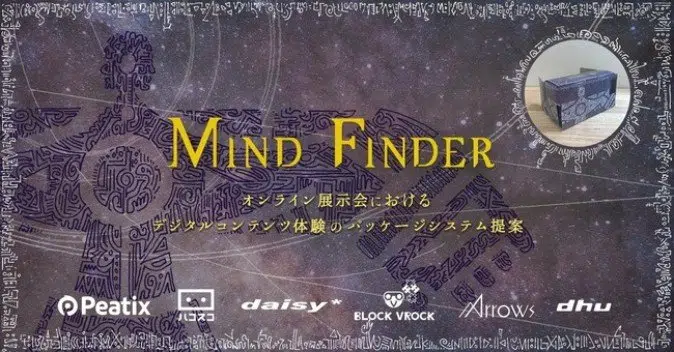 MIND FINDER
オンライン展示会における
デジタルコンテンツ体験のパッケージシステム提案
Peatix ハコスコ daisy* BLOCK VROCK Arrows dhu